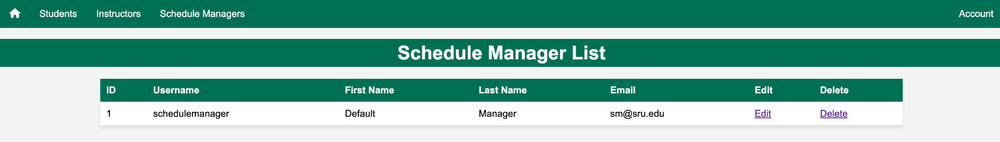 Students Instructors Schedule Managers Account
Schedule Manager List
ID Username First Name Last Name Email Edit Delete
1 schedulemanager Default Manager sm@sru.edu Edit Delete